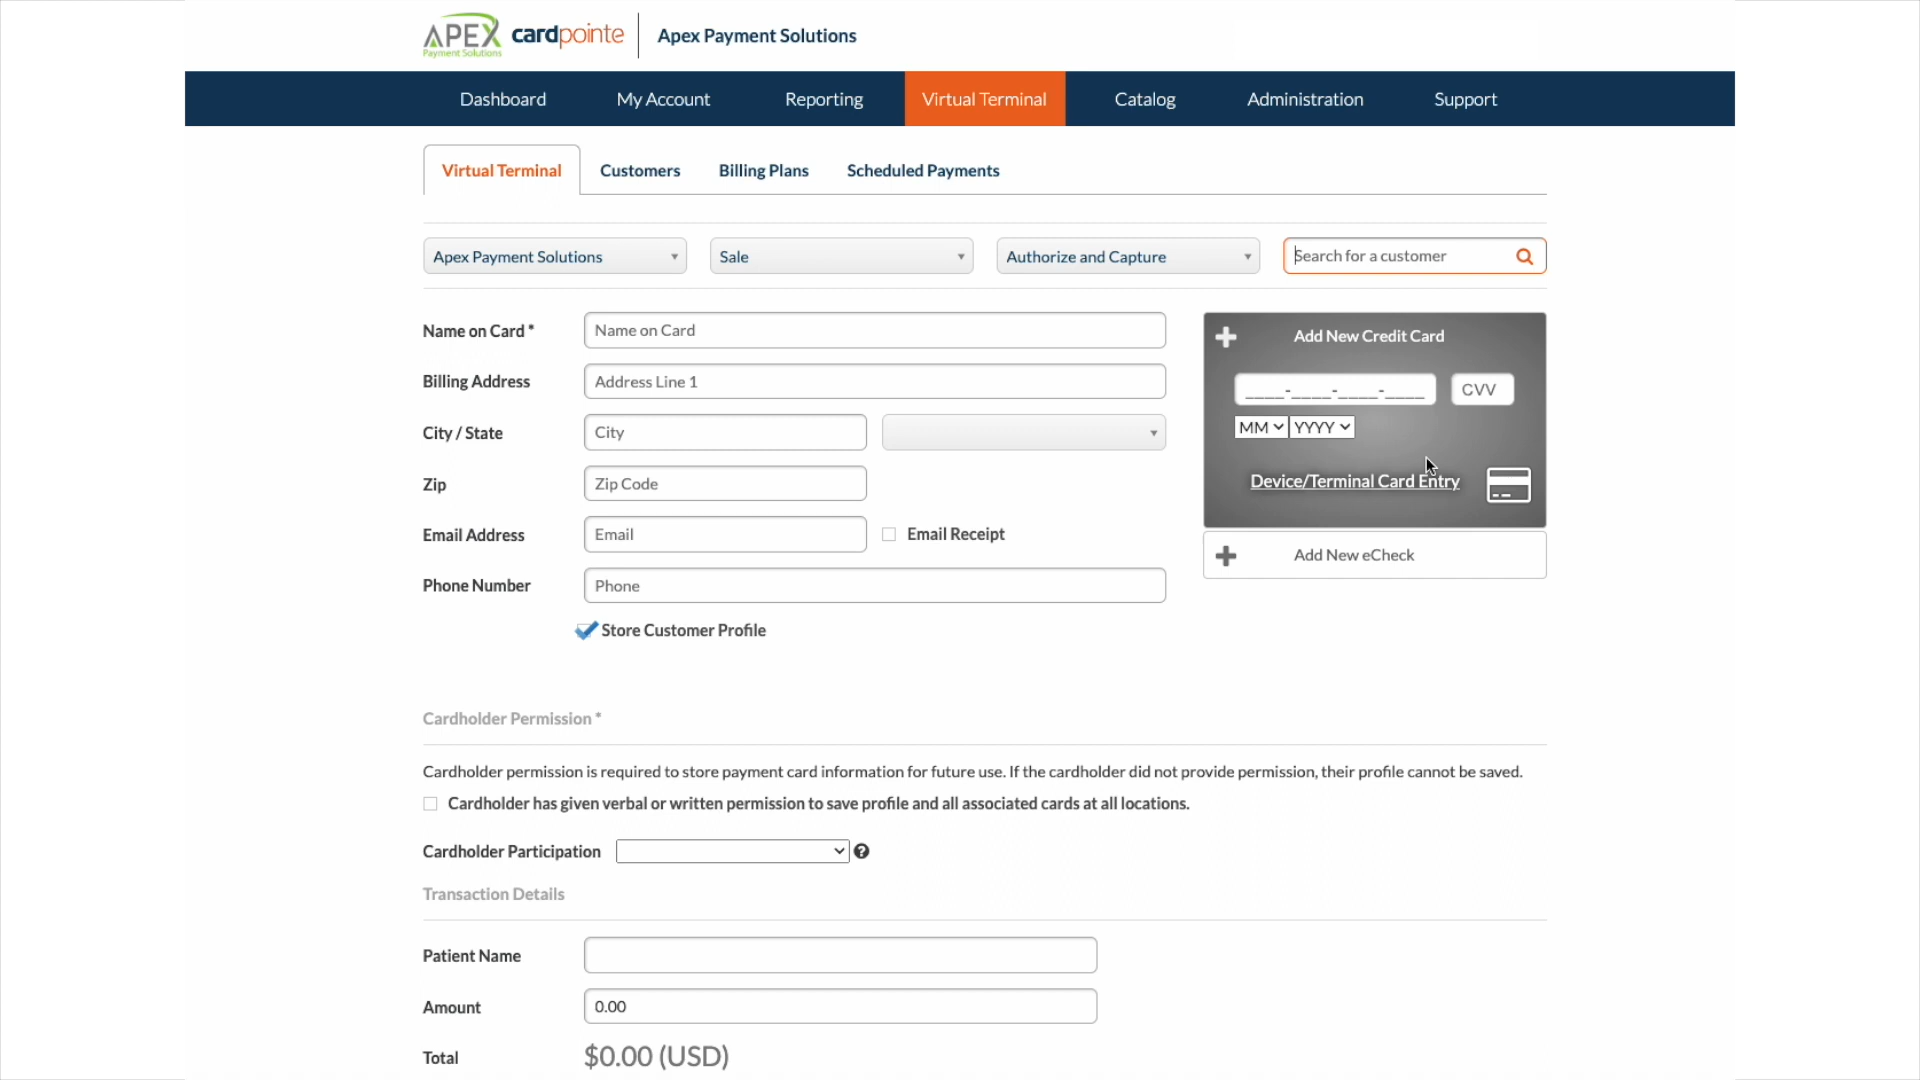 APEX cardpointe Apex Payment Solutions
Payment Solutions
Dashboard My Account Reporting Virtual Terminal Catalog Administration Support
Virtual Terminal Customers Billing Plans Scheduled Payments
Apex Payment Solutions Sale Authorize and Capture Search for a customer
Name on Card * Name on Card
Add New Credit Card
Billing Address Address Line 1
____-____-____-____ CVV
City / State City
MM YYYY
Zip Zip Code
Device/Terminal Card Entry
Email Address Email Email Receipt
Add New eCheck
Phone Number Phone
Store Customer Profile
Cardholder Permission *
Cardholder permission is required to store payment card information for future use. If the cardholder did not provide permission, their profile cannot be saved.
Cardholder has given verbal or written permission to save profile and all associated cards at all locations.
Cardholder Participation ?
Transaction Details
Patient Name
Amount 0.00
Total $0.00 (USD)